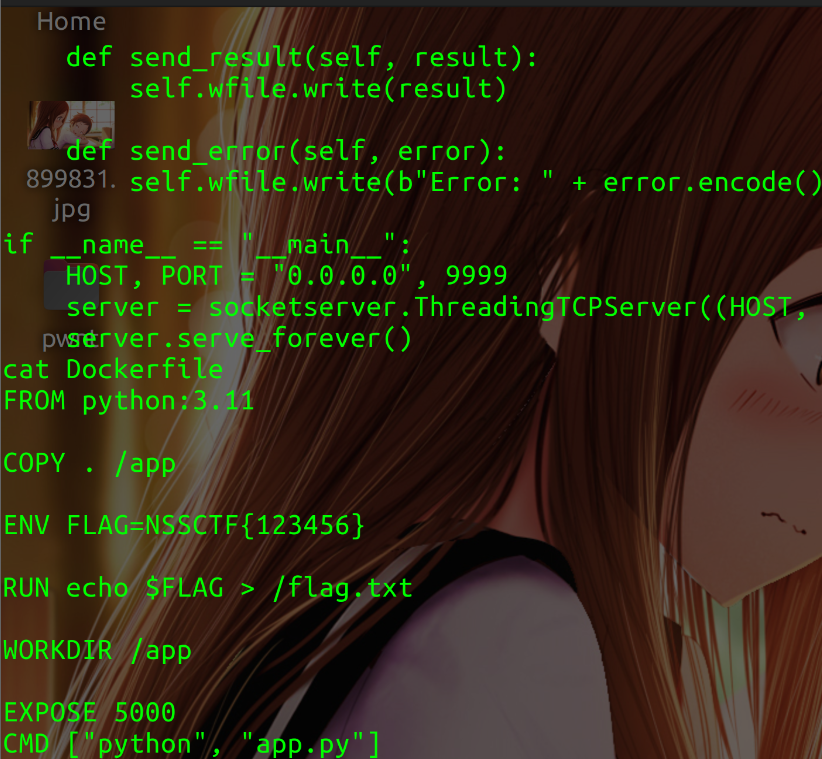 Home
def send_result(self, result):
self.wfile.write(result)
def send_error(self, error):
899831.
self.wfile.write(b"Error: " + error.encode()
jpg
if __name__ == "__main__":
HOST, PORT = "0.0.0.0", 9999
server = socketserver.ThreadingTCPServer((HOST,
server.serve_forever()
cat Dockerfile
FROM python:3.11
COPY . /app
ENV FLAG=NSSCTF{123456}
RUN echo $FLAG > /flag.txt
WORKDIR /app
EXPOSE 5000
CMD ["python", "app.py"]